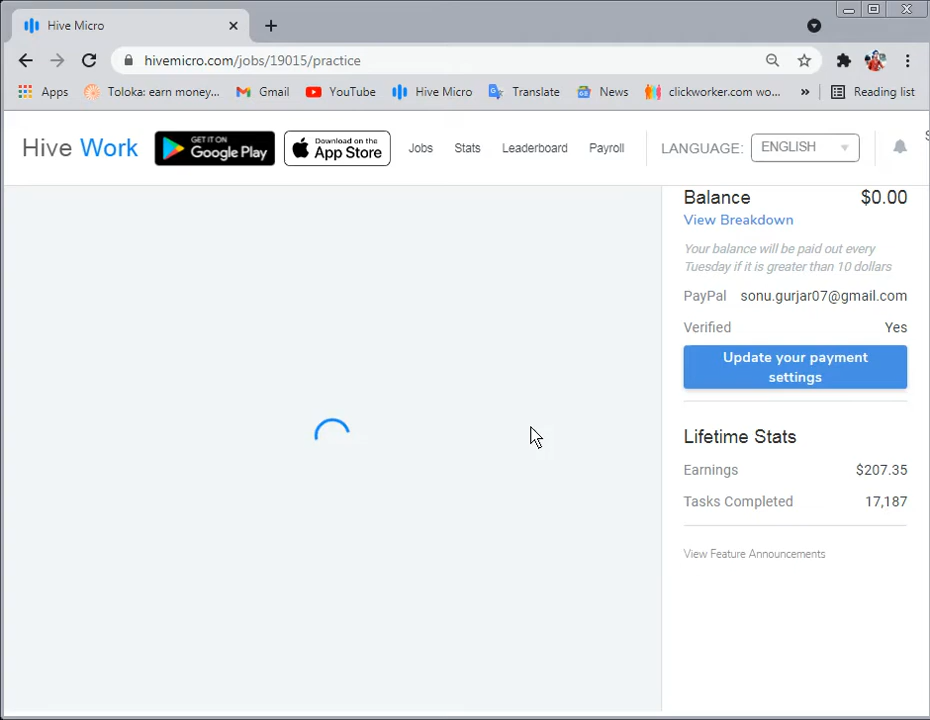 Hive Micro
hivemicro.com/jobs/19015/practice
Apps Toloka: earn money... Gmail YouTube Hive Micro Translate News clickworker.com wo... » Reading list
Hive Work GET IT ON Google Play Download on the App Store Jobs Stats Leaderboard Payroll LANGUAGE: ENGLISH
Balance $0.00
View Breakdown
Your balance will be paid out every
Tuesday if it is greater than 10 dollars
PayPal sonu.gurjar07@gmail.com
Verified Yes
Update your payment
settings
Lifetime Stats
Earnings $207.35
Tasks Completed 17,187
View Feature Announcements